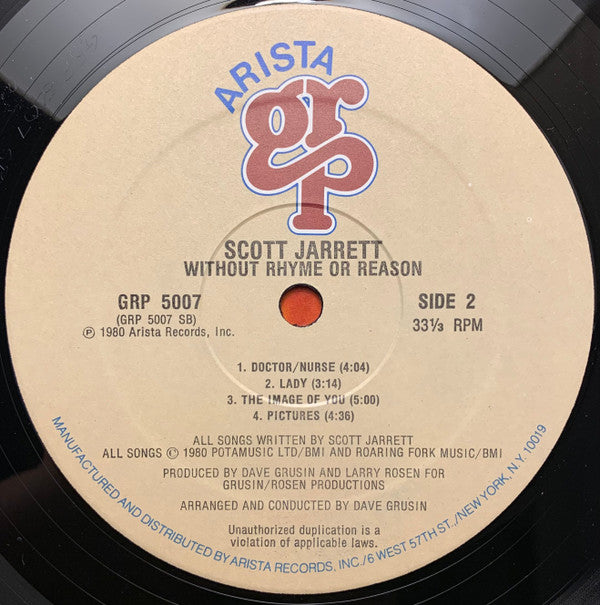 ARISTA
grp
SCOTT JARRETT
WITHOUT RHYME OR REASON
GRP 5007
(GRP 5007 SB)
℗ 1980 Arista Records, Inc.
SIDE 2
33⅓ RPM
1. DOCTOR/NURSE (4:04)
2. LADY (3:14)
3. THE IMAGE OF YOU (5:00)
4. PICTURES (4:36)
ALL SONGS WRITTEN BY SCOTT JARRETT
ALL SONGS © 1980 POTAMUSIC LTD/BMI AND ROARING FORK MUSIC/BMI
PRODUCED BY DAVE GRUSIN AND LARRY ROSEN FOR
GRUSIN/ROSEN PRODUCTIONS
ARRANGED AND CONDUCTED BY DAVE GRUSIN
Unauthorized duplication is a
violation of applicable laws.
MANUFACTURED AND DISTRIBUTED BY ARISTA RECORDS, INC./6 WEST 57TH ST./NEW YORK, N.Y. 10019